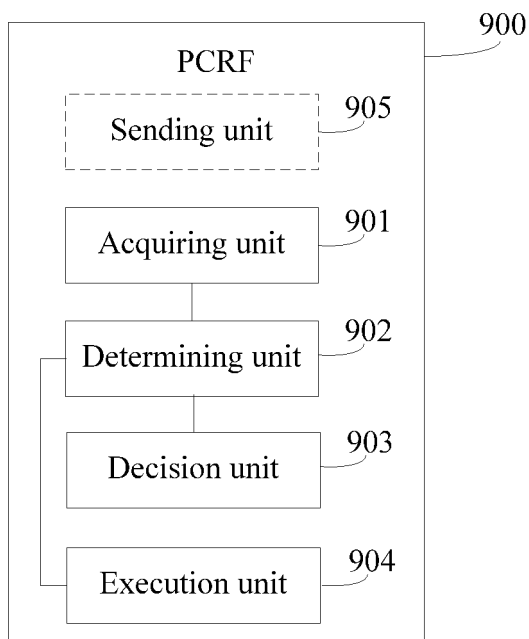 900
PCRF
905
Sending unit
901
Acquiring unit
902
Determining unit
903
Decision unit
904
Execution unit